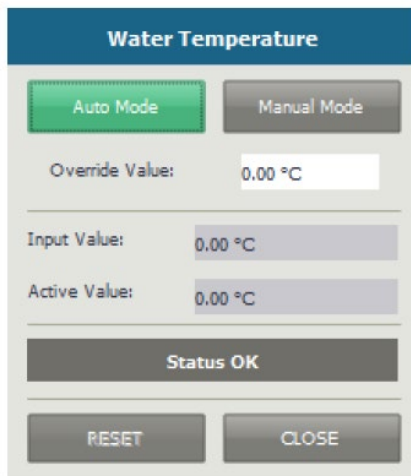 Water Temperature
Auto Mode Manual Mode
Override Value: 0.00 °C
Input Value: 0.00 °C
Active Value: 0.00 °C
Status OK
RESET CLOSE